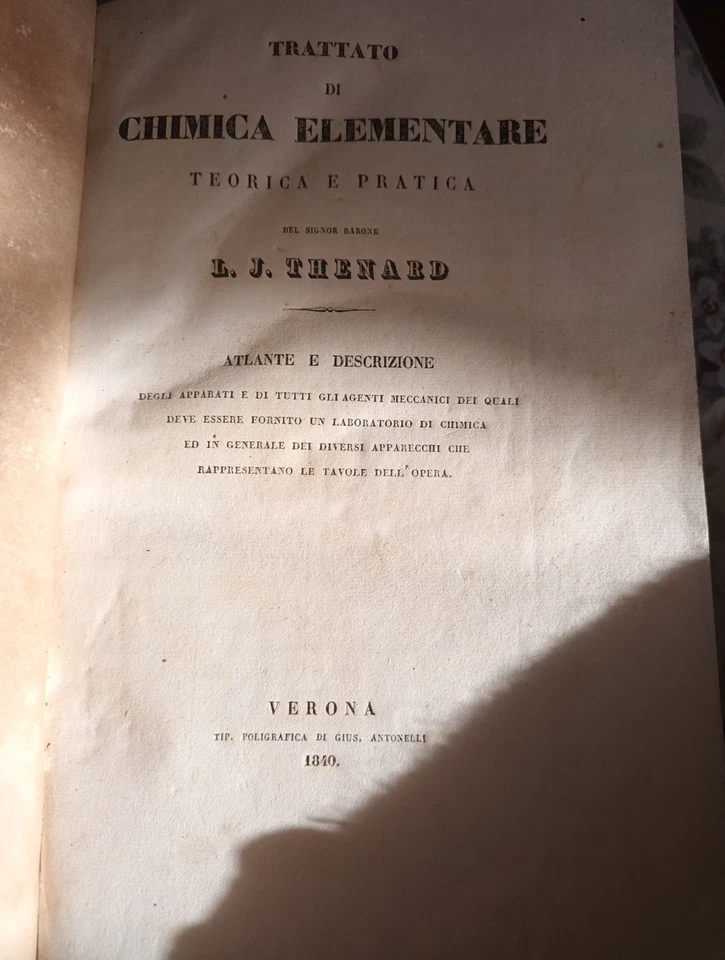 TRATTATO
DI
CHIMICA ELEMENTARE
TEORICA E PRATICA
DEL SIGNOR BARONE
L. J. THENARD
ATLANTE E DESCRIZIONE
DEGLI APPARATI E DI TUTTI GLI AGENTI MECCANICI DEI QUALI
DEVE ESSERE FORNITO UN LABORATORIO DI CHIMICA
ED IN GENERALE DEI DIVERSI APPARECCHI CHE
RAPPRESENTANO LE TAVOLE DELL'OPERA.
VERONA
TIP. POLIGRAFICA DI GIUS. ANTONELLI
1840.